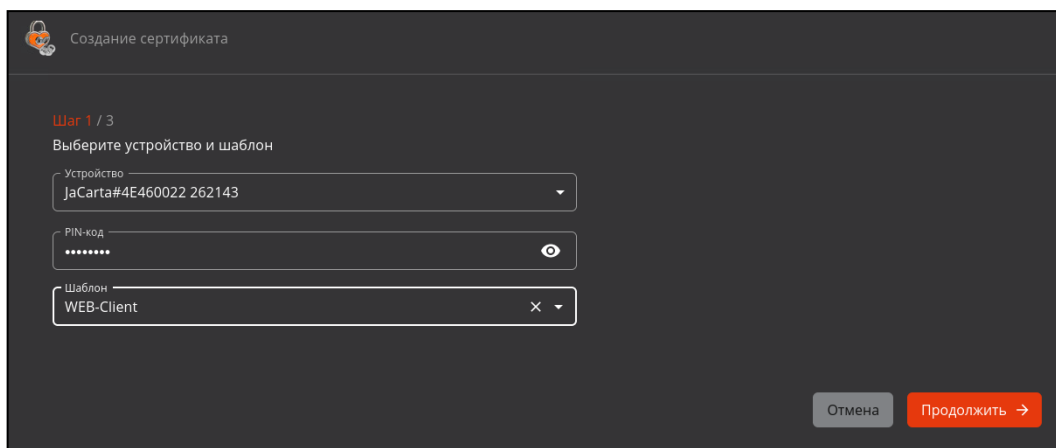 Создание сертификата
Шаг 1 / 3
Выберите устройство и шаблон
Устройство
JaCarta#4E460022 262143
PIN-код
••••••••
Шаблон
WEB-Client
Отмена
Продолжить →